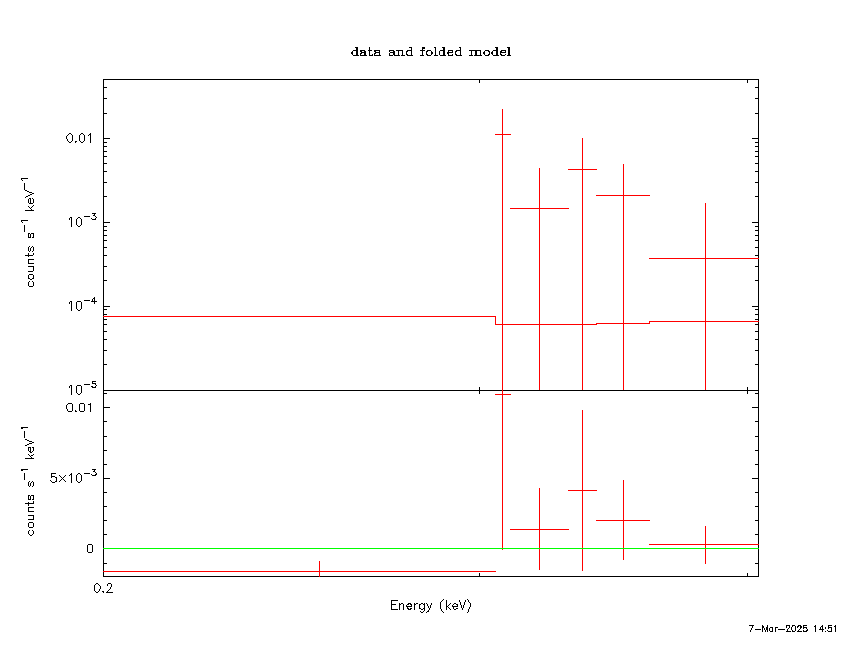 data and folded model
0.01
10⁻³
10⁻⁴
10⁻⁵
counts s⁻¹ keV⁻¹
0.01
5×10⁻³
0
counts s⁻¹ keV⁻¹
0.2
Energy (keV)
7-Mar-2025 14:51